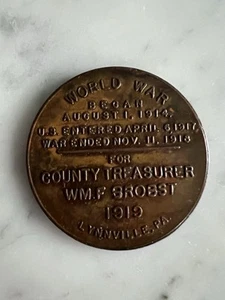 WORLD WAR
BEGAN
AUGUST 1, 1914.
U.S. ENTERED APRIL 6, 1917.
WAR ENDED NOV. 11. 1918
FOR
COUNTY TREASURER
WM.F GROBST
1919
LYNNVILLE, PA.